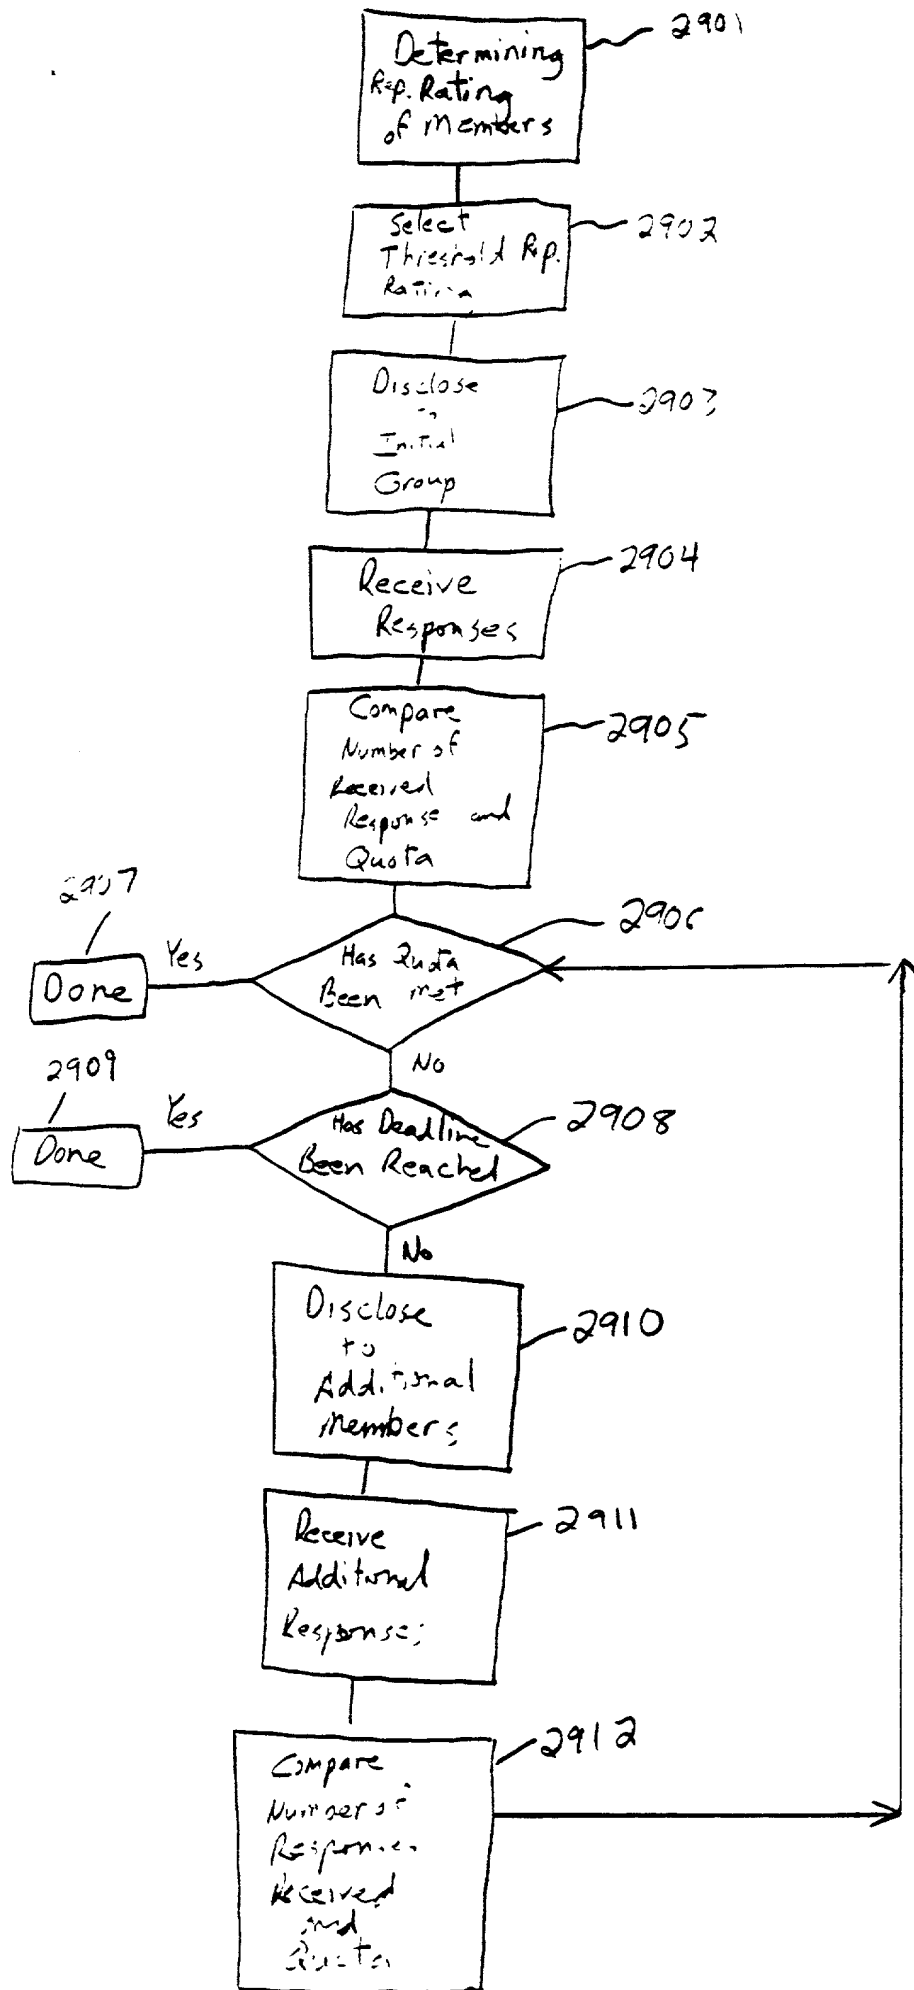 2901
Determining
Rep. Rating
of Members
2902
Select
Threshold Rep.
Rating
2903
Disclose
to
Initial
Group
2904
Receive
Responses
2905
Compare
Number of
Received
Response and
Quota
2906
Has Quota
Been met
2907
Yes
Done
No
2908
Has Deadline
Been Reached
2909
Yes
Done
No
2910
Disclose
to
Additional
Members
2911
Receive
Additional
Responses
2912
Compare
Number of
Responses
Received
and
Quota